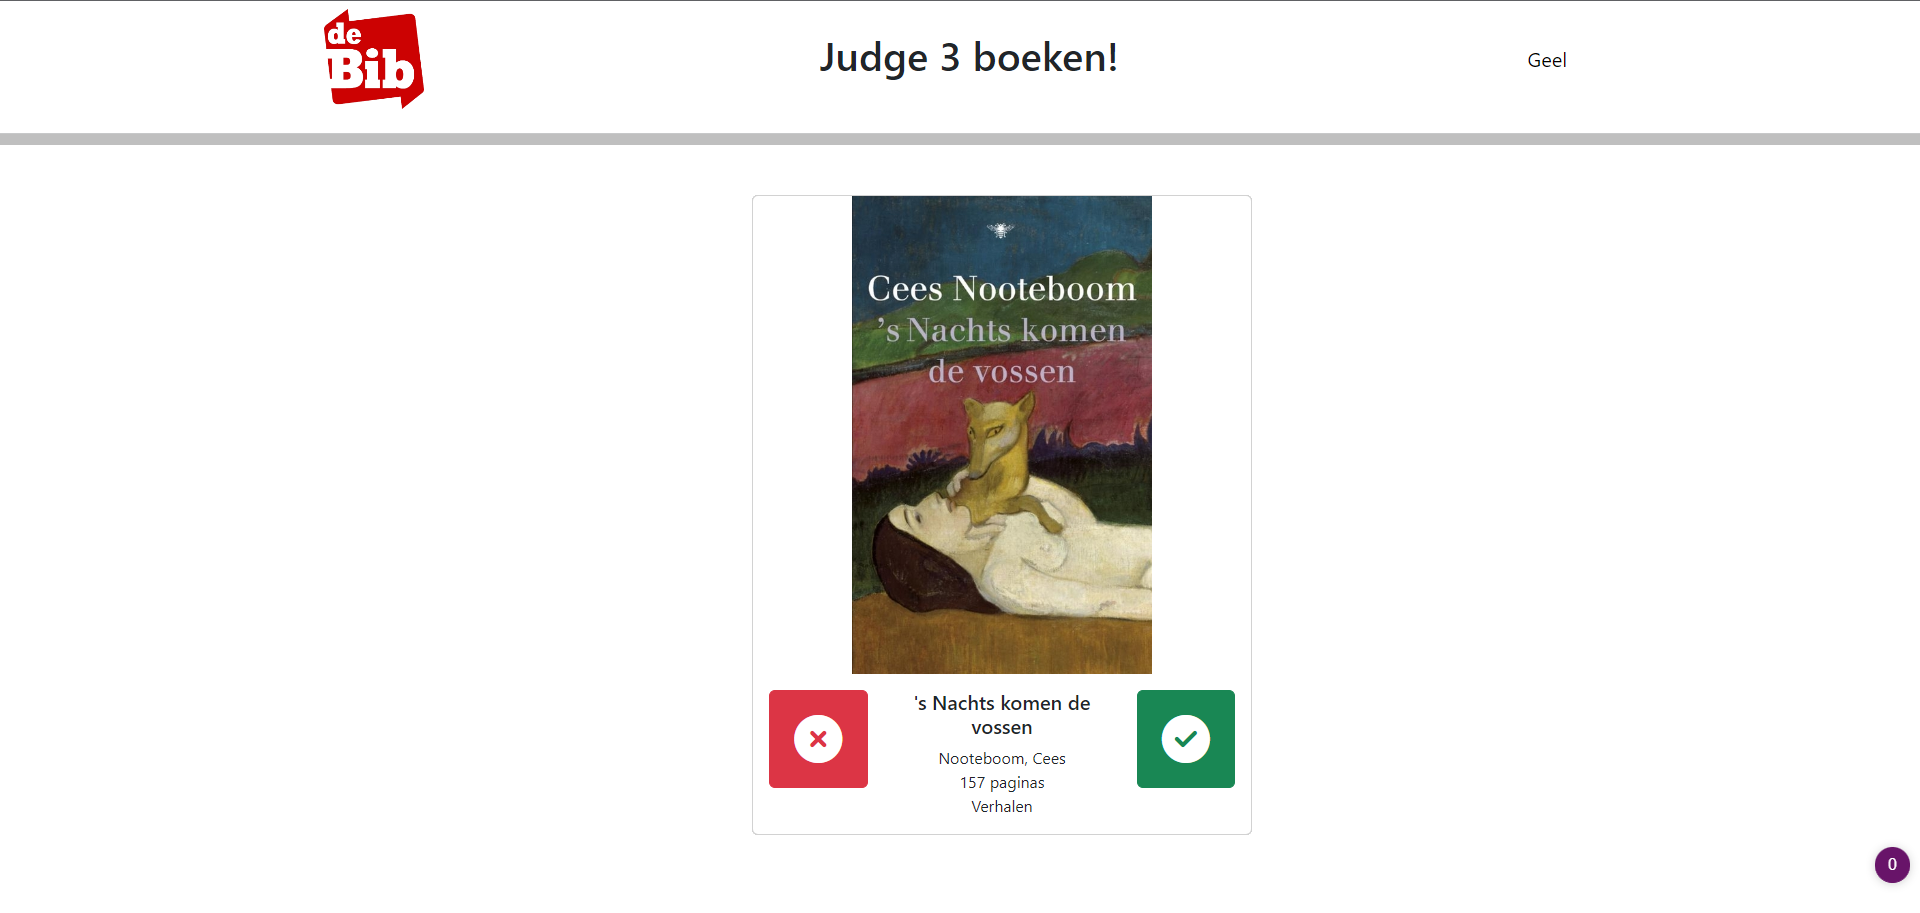 de
Bib
Judge 3 boeken!
Geel
Cees Nooteboom
’s Nachts komen
de vossen
's Nachts komen de
vossen
Nooteboom, Cees
157 paginas
Verhalen
0